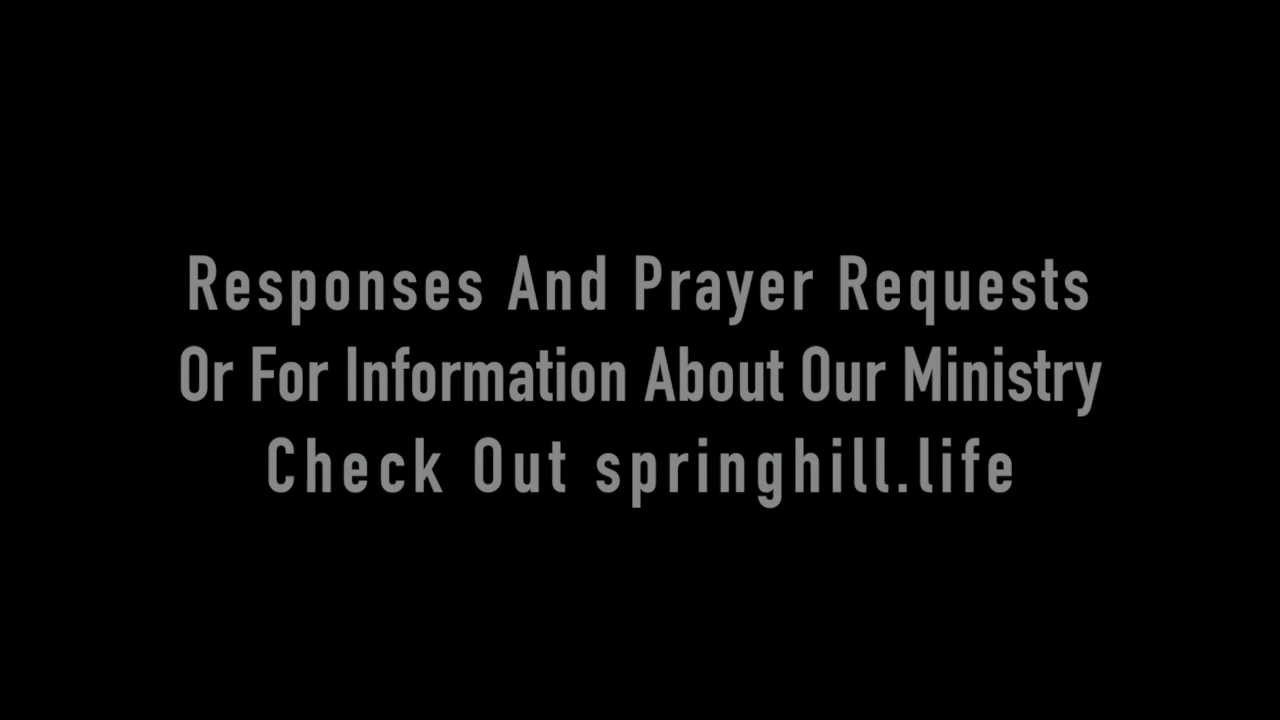 Responses And Prayer Requests
Or For Information About Our Ministry
Check Out springhill.life